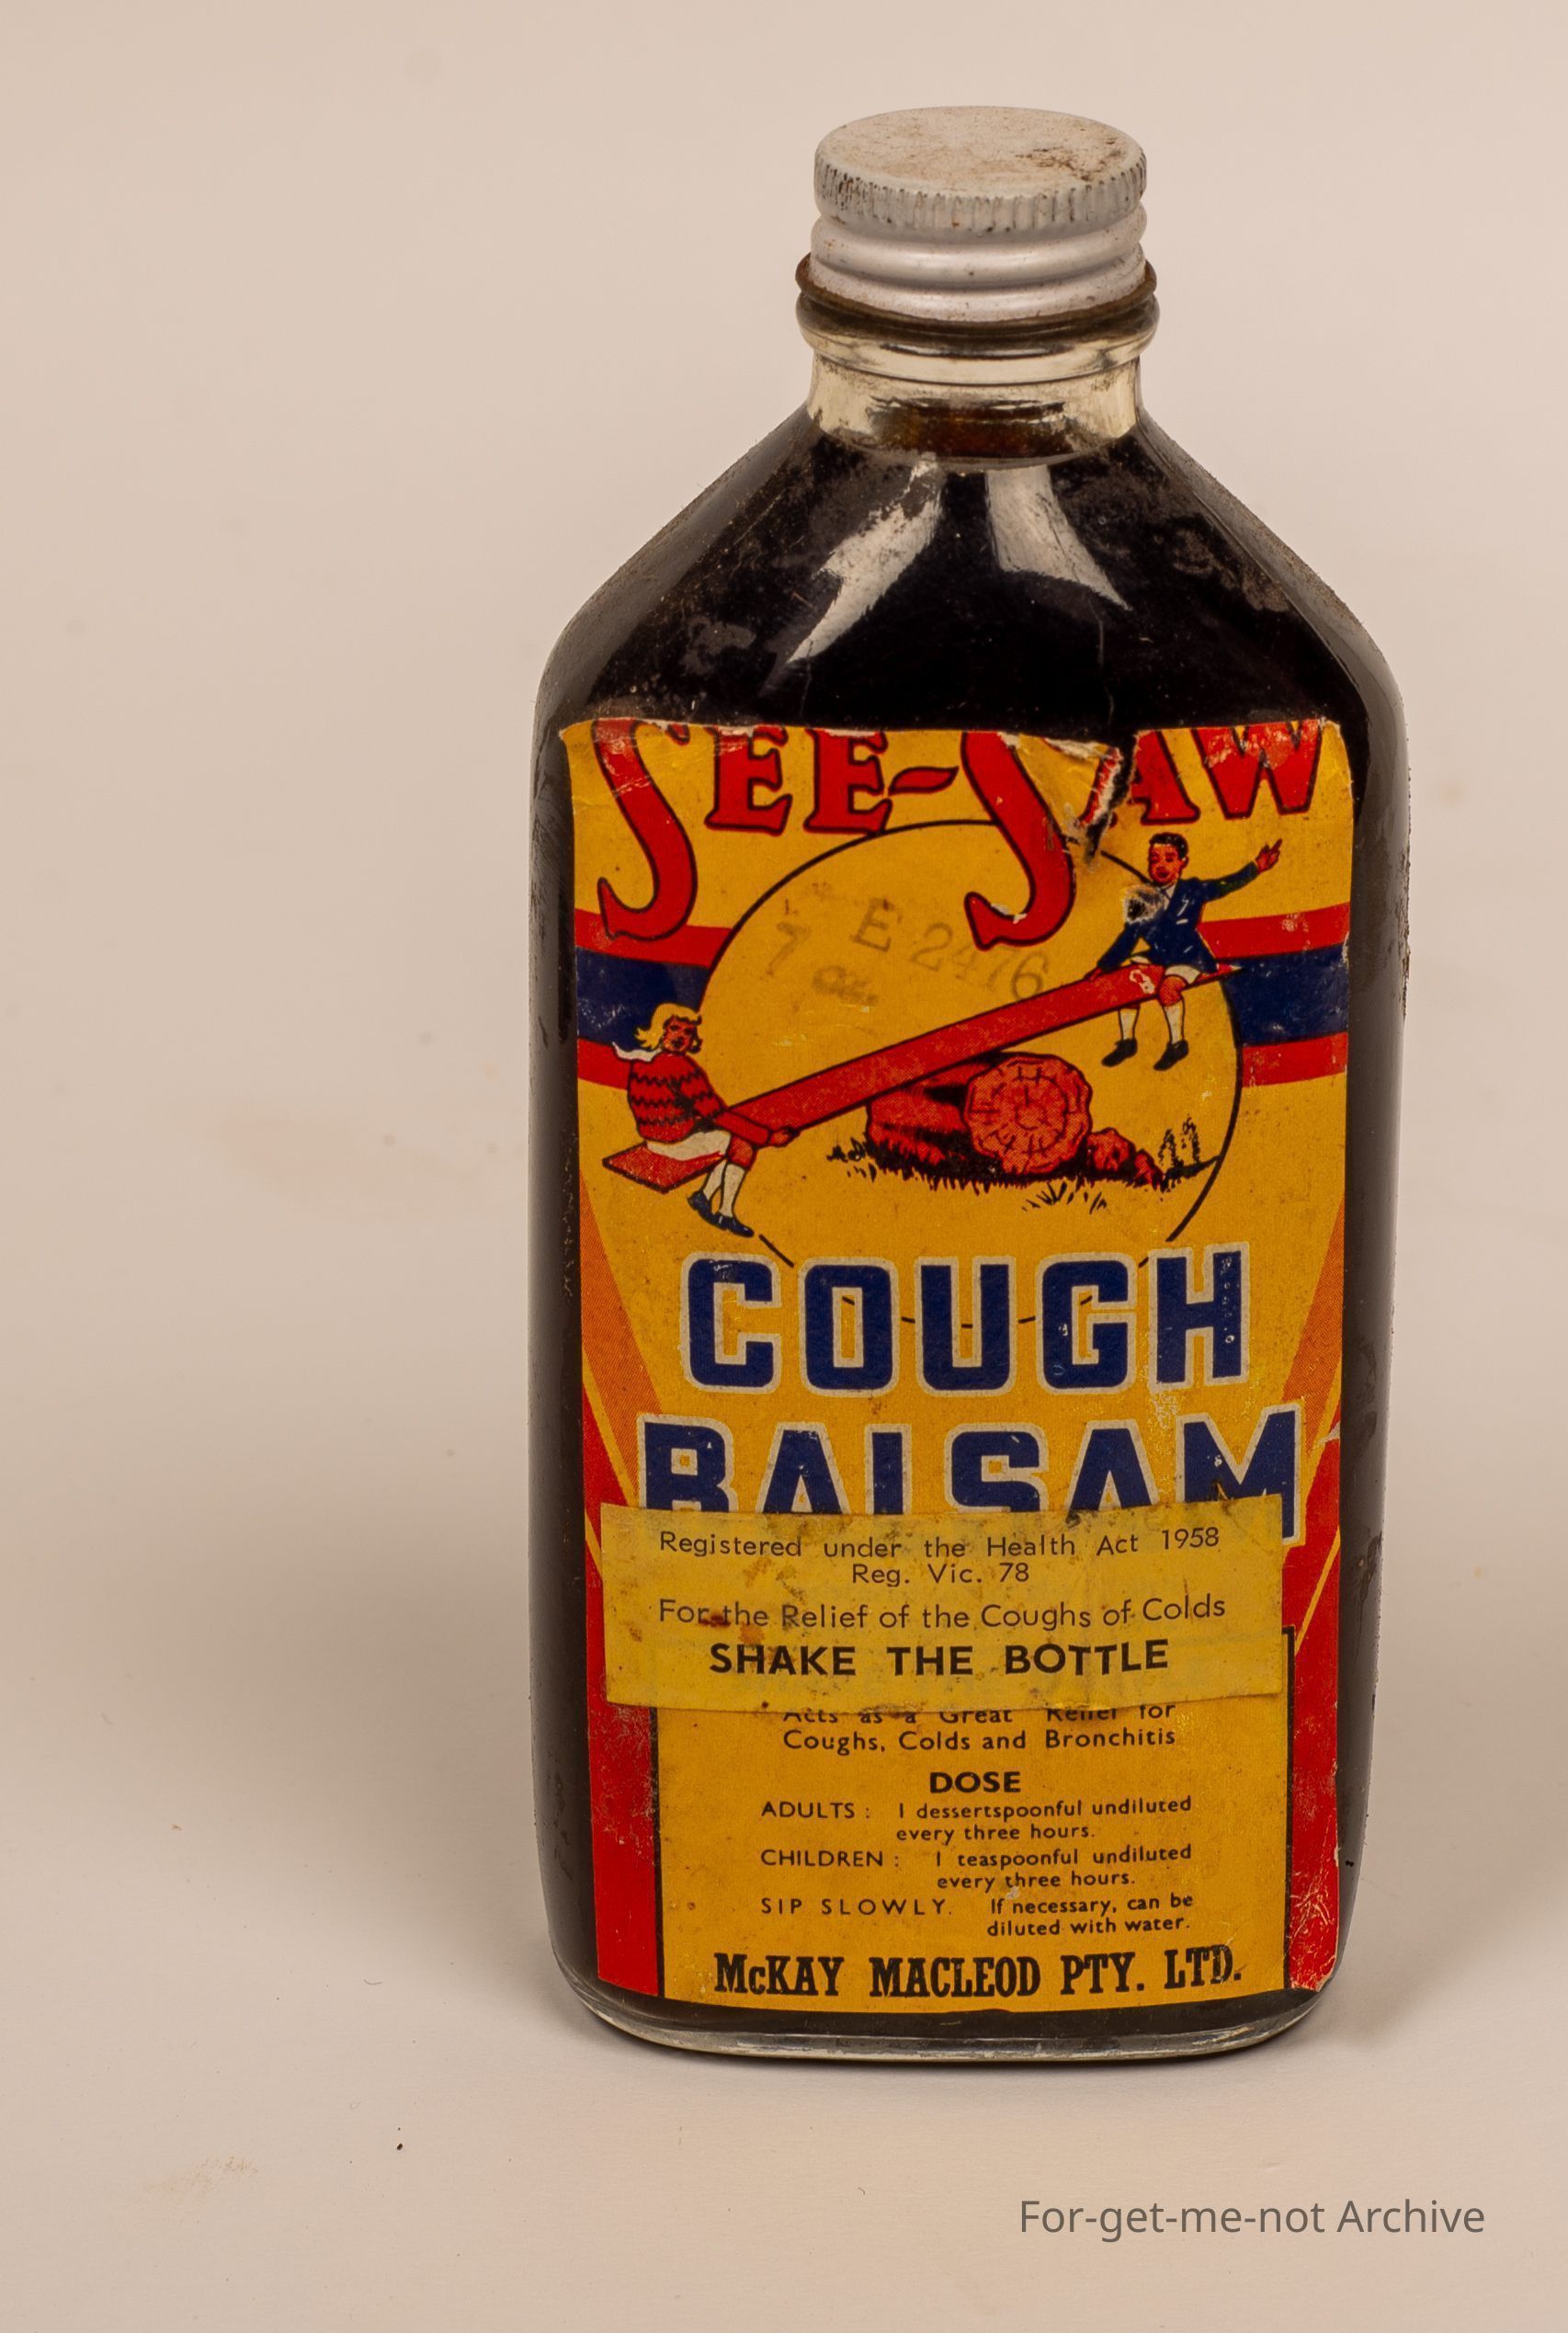 SEE-SAW
E 2476
7 oz.
COUGH
BALSAM
Registered under the Health Act 1958
Reg. Vic. 78
For the Relief of the Coughs of Colds
SHAKE THE BOTTLE
Acts as a Great Relief for
Coughs, Colds and Bronchitis
DOSE
ADULTS : 1 dessertspoonful undiluted
every three hours.
CHILDREN : 1 teaspoonful undiluted
every three hours.
SIP SLOWLY. If necessary, can be
diluted with water.
McKAY MACLEOD PTY. LTD.
For-get-me-not Archive